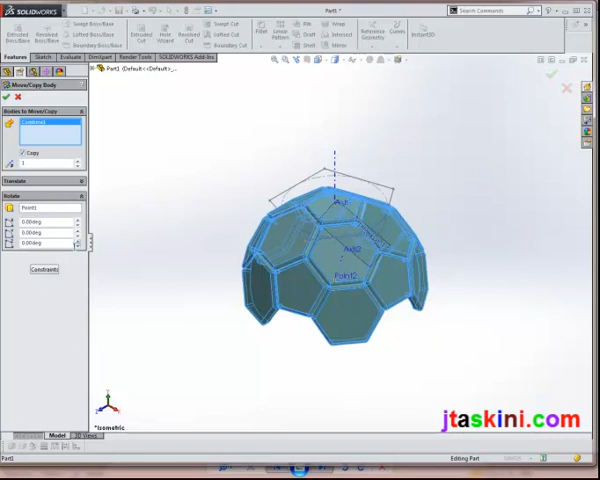 SOLIDWORKS
Part1 *
Search Commands
Extruded Boss/Base
Revolved Boss/Base
Swept Boss/Base
Lofted Boss/Base
Boundary Boss/Base
Extruded Cut
Hole Wizard
Revolved Cut
Swept Cut
Lofted Cut
Boundary Cut
Fillet
Linear Pattern
Rib
Draft
Shell
Wrap
Intersect
Mirror
Reference Geometry
Curves
Instant3D
Features
Sketch
Evaluate
DimXpert
Render Tools
SOLIDWORKS Add-Ins
Part1 (Default<<Default>_...
Move/Copy Body
Bodies to Move/Copy
Combine1
Copy
1
Translate
Rotate
Point1
0.00deg
0.00deg
0.00deg
Constraints
Axis2
Point2
*Isometric
jtaskini.com
Model
3D Views
Part1
Editing Part